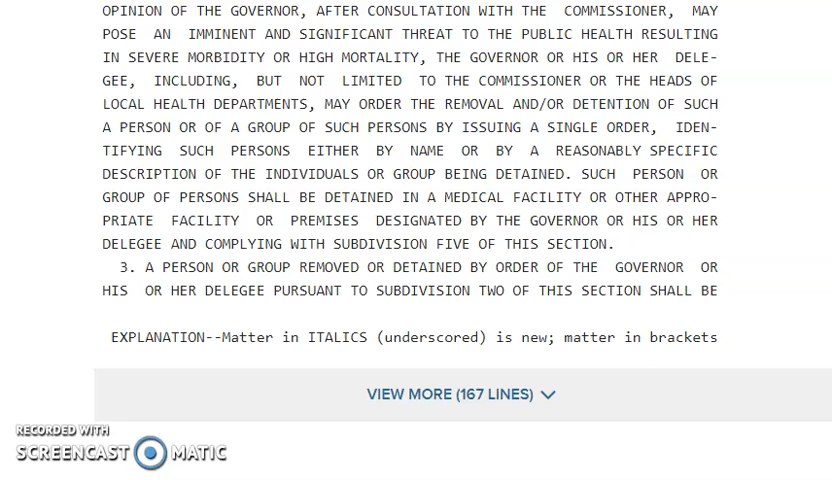 OPINION OF THE GOVERNOR, AFTER CONSULTATION WITH THE COMMISSIONER, MAY
POSE AN IMMINENT AND SIGNIFICANT THREAT TO THE PUBLIC HEALTH RESULTING
IN SEVERE MORBIDITY OR HIGH MORTALITY, THE GOVERNOR OR HIS OR HER DELE-
GEE, INCLUDING, BUT NOT LIMITED TO THE COMMISSIONER OR THE HEADS OF
LOCAL HEALTH DEPARTMENTS, MAY ORDER THE REMOVAL AND/OR DETENTION OF SUCH
A PERSON OR OF A GROUP OF SUCH PERSONS BY ISSUING A SINGLE ORDER, IDEN-
TIFYING SUCH PERSONS EITHER BY NAME OR BY A REASONABLY SPECIFIC
DESCRIPTION OF THE INDIVIDUALS OR GROUP BEING DETAINED. SUCH PERSON OR
GROUP OF PERSONS SHALL BE DETAINED IN A MEDICAL FACILITY OR OTHER APPRO-
PRIATE FACILITY OR PREMISES DESIGNATED BY THE GOVERNOR OR HIS OR HER
DELEGEE AND COMPLYING WITH SUBDIVISION FIVE OF THIS SECTION.
3. A PERSON OR GROUP REMOVED OR DETAINED BY ORDER OF THE GOVERNOR OR
HIS OR HER DELEGEE PURSUANT TO SUBDIVISION TWO OF THIS SECTION SHALL BE
EXPLANATION--Matter in ITALICS (underscored) is new; matter in brackets
VIEW MORE (167 LINES)
RECORDED WITH
SCREENCAST MATIC